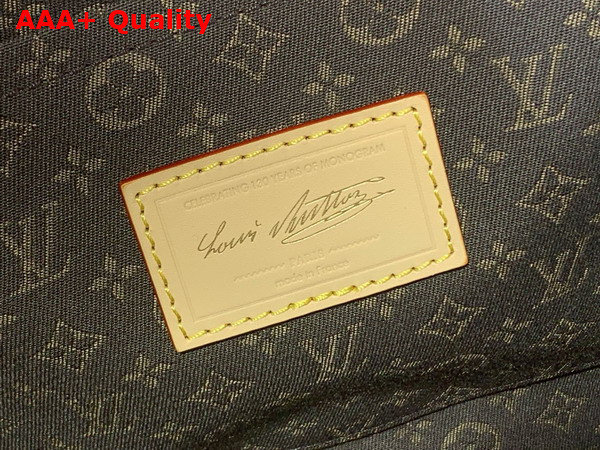 AAA+ Quality
CELEBRATING 130 YEARS OF MONOGRAM
Louis Vuitton
PARIS
made in France